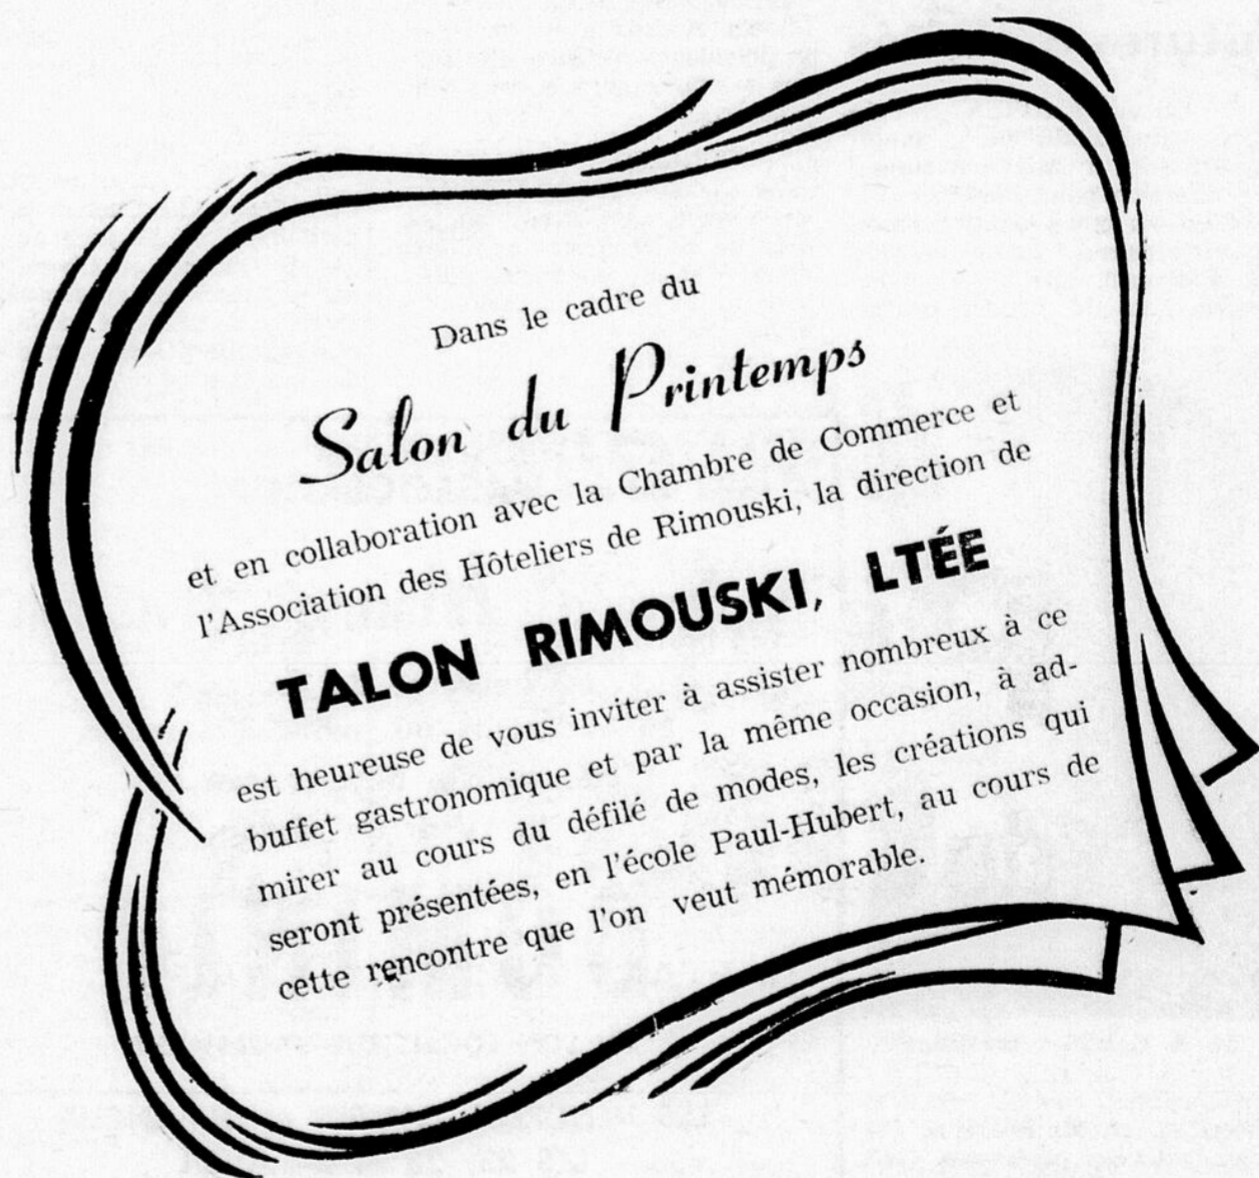 Dans le cadre du
Salon du Printemps
et en collaboration avec la Chambre de Commerce et
l'Association des Hôteliers de Rimouski, la direction de
TALON RIMOUSKI, LTÉE
est heureuse de vous inviter à assister nombreux à ce
buffet gastronomique et par la même occasion, à ad-
mirer au cours du défilé de modes, les créations qui
seront présentées, en l'école Paul-Hubert, au cours de
cette rencontre que l'on veut mémorable.